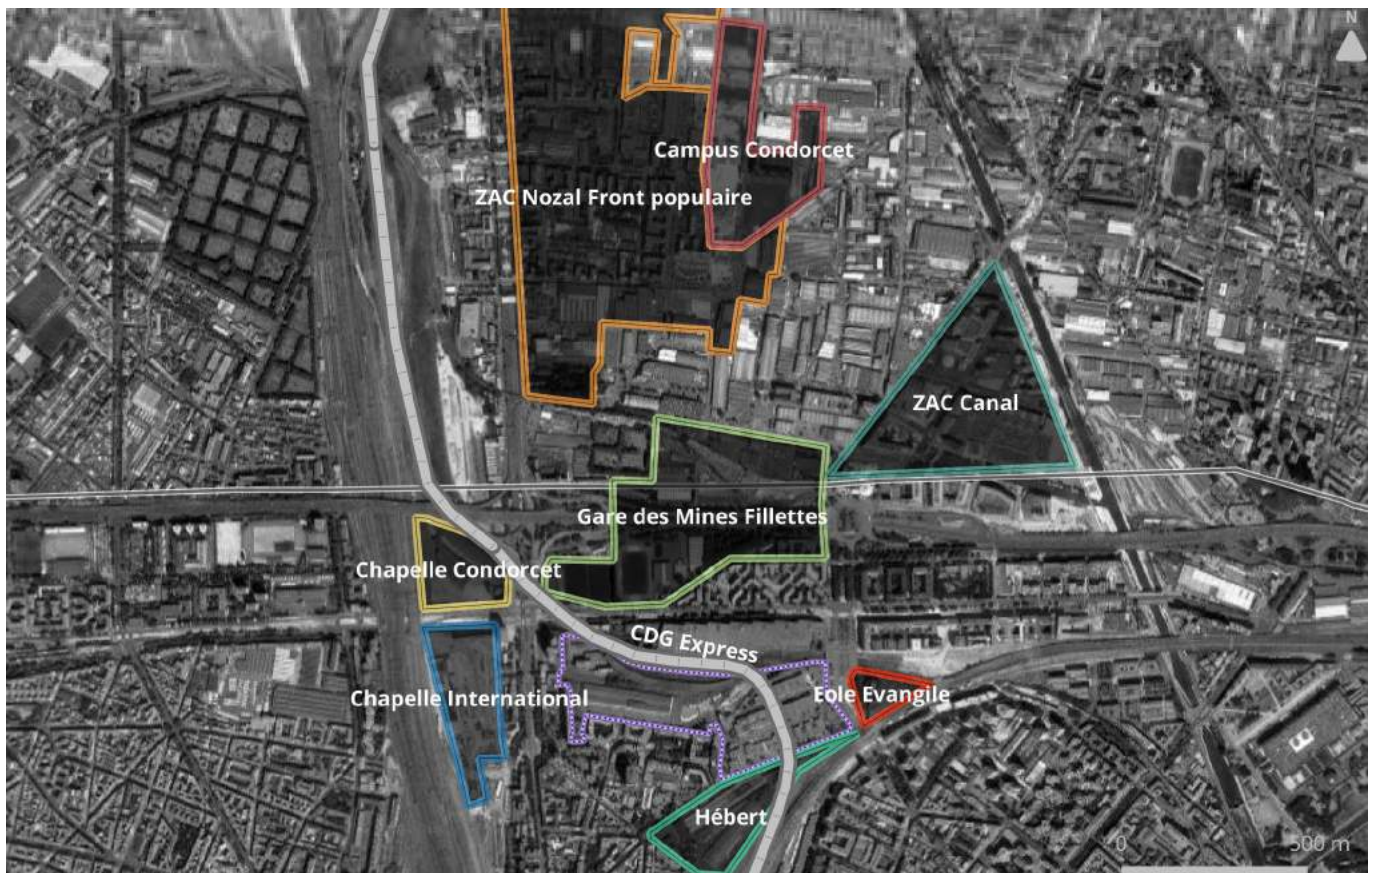 N
Campus Condorcet
ZAC Nozal Front populaire
ZAC Canal
Gare des Mines Fillettes
Chapelle Condorcet
CDG Express
Chapelle International
Eole Evangile
Hébert
0 500 m